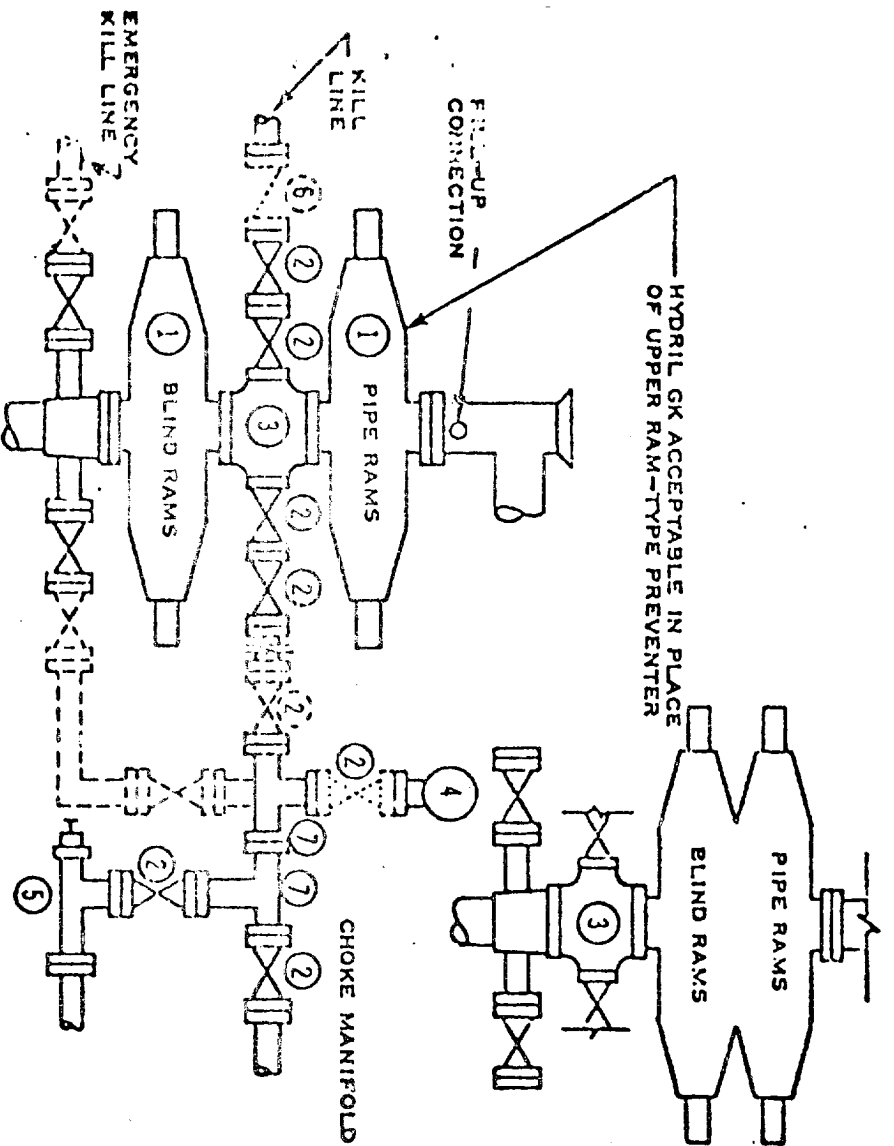 HYDRIL GK ACCEPTABLE IN PLACE
OF UPPER RAM-TYPE PREVENTER
CONNECTION
KILL
LINE
EMERGENCY
KILL LINE
1
PIPE RAMS
6
2
2
3
2
2
2
1
BLIND RAMS
2
4
7
7
2
2
5
CHOKE MANIFOLD
PIPE RAMS
BLIND RAMS
3